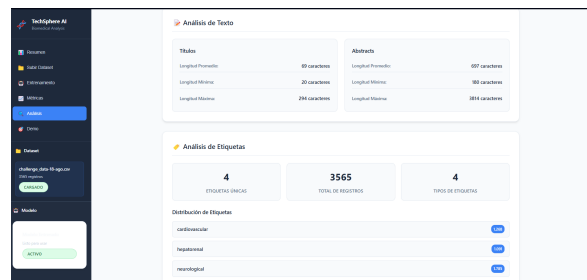 TechSphere AI
Biomedical Analysis
Resumen
Subir Dataset
Entrenamiento
Métricas
Análisis
Demo
Dataset
challenge_data-18-ago.csv
3565 registros
CARGADO
Modelo
ACTIVO
Análisis de Texto
Títulos
Longitud Promedio: 69 caracteres
Longitud Mínima: 20 caracteres
Longitud Máxima: 294 caracteres
Abstracts
Longitud Promedio: 697 caracteres
Longitud Mínima: 180 caracteres
Longitud Máxima: 3814 caracteres
Análisis de Etiquetas
4
ETIQUETAS ÚNICAS
3565
TOTAL DE REGISTROS
4
TIPOS DE ETIQUETAS
Distribución de Etiquetas
cardiovascular
hepatorenal
neurological